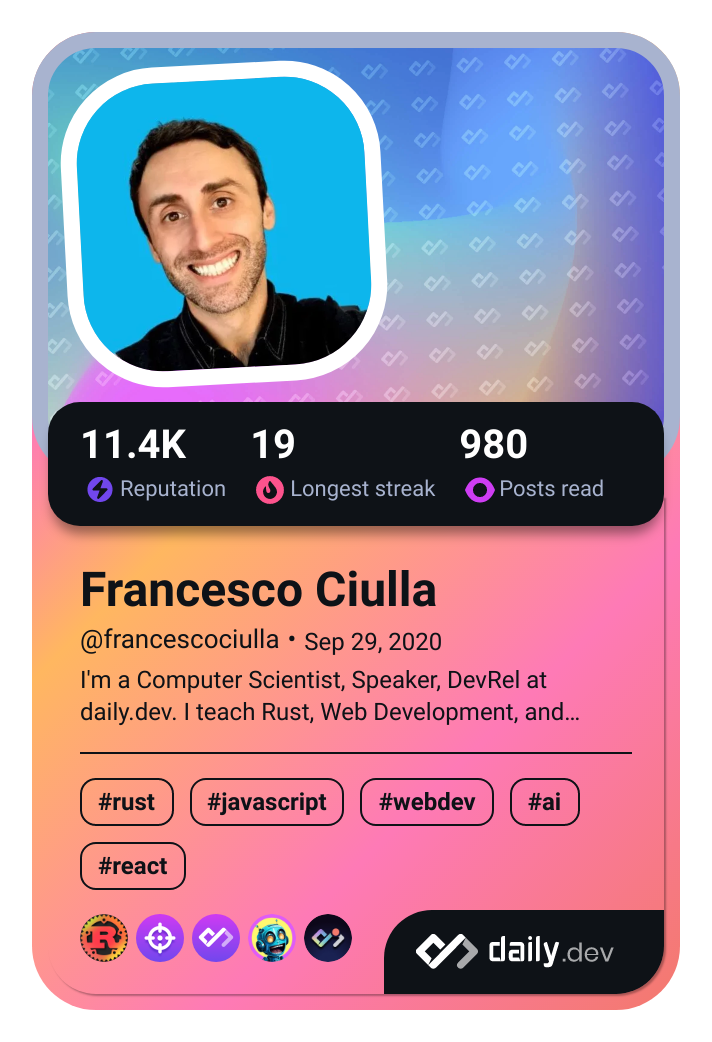 11.4K 19 980
Reputation Longest streak Posts read
Francesco Ciulla
@francescociulla • Sep 29, 2020
I'm a Computer Scientist, Speaker, DevRel at
daily.dev. I teach Rust, Web Development, and…
#rust #javascript #webdev #ai
#react
R
daily.dev